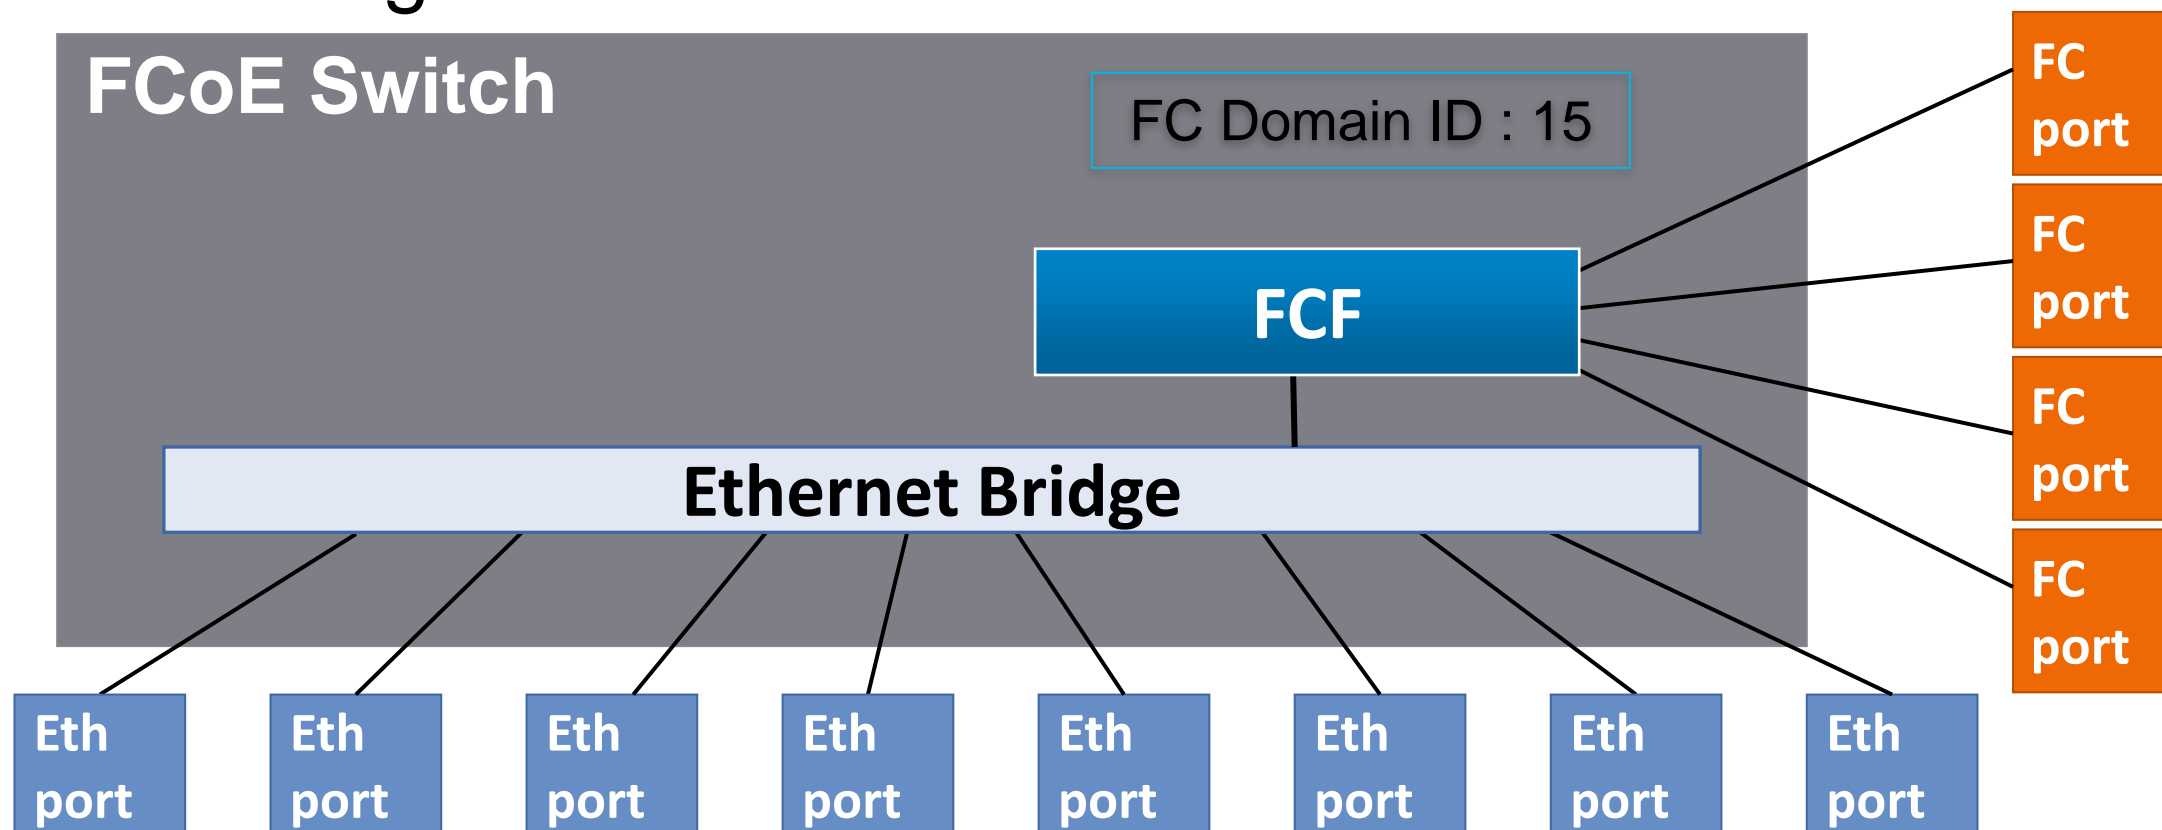 FCoE Switch
FC Domain ID : 15
FCF
Ethernet Bridge
FC
port
FC
port
FC
port
FC
port
Eth
port
Eth
port
Eth
port
Eth
port
Eth
port
Eth
port
Eth
port
Eth
port